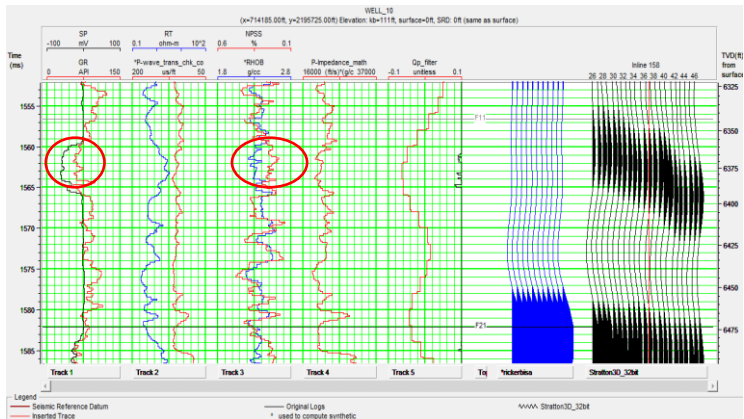 WELL_10
(x=714185.00ft, y=2195725.00ft) Elevation: kb=111ft, surface=0ft, SRD: 0ft (same as surface)
Time
(ms)
SP
-100 mV 100
GR
0 API 150
RT
0 ohm-m 10^2
*P-wave_trans_chk_co
200 us/ft 50
NPSS
0.6 % 0.1
*RHOB
1.8 g/cc 2.8
P-Impedance_math
16000 (ft/s)*(g/c 37000
Qp_filter
-0.1 unitless 0.1
Inline 158
26 28 30 32 34 36 38 40 42 44 46
TVD(ft)
from
surface
1555
1560
1565
1570
1575
1580
1585
F11
F21
6325
6350
6375
6400
6425
6450
6475
Track 1 Track 2 Track 3 Track 4 Track 5 *rickerbisa Stratton3D_32bit
Legend
Seismic Reference Datum Original Logs Stratton3D_32bit
Inserted Trace * used to compute synthetic